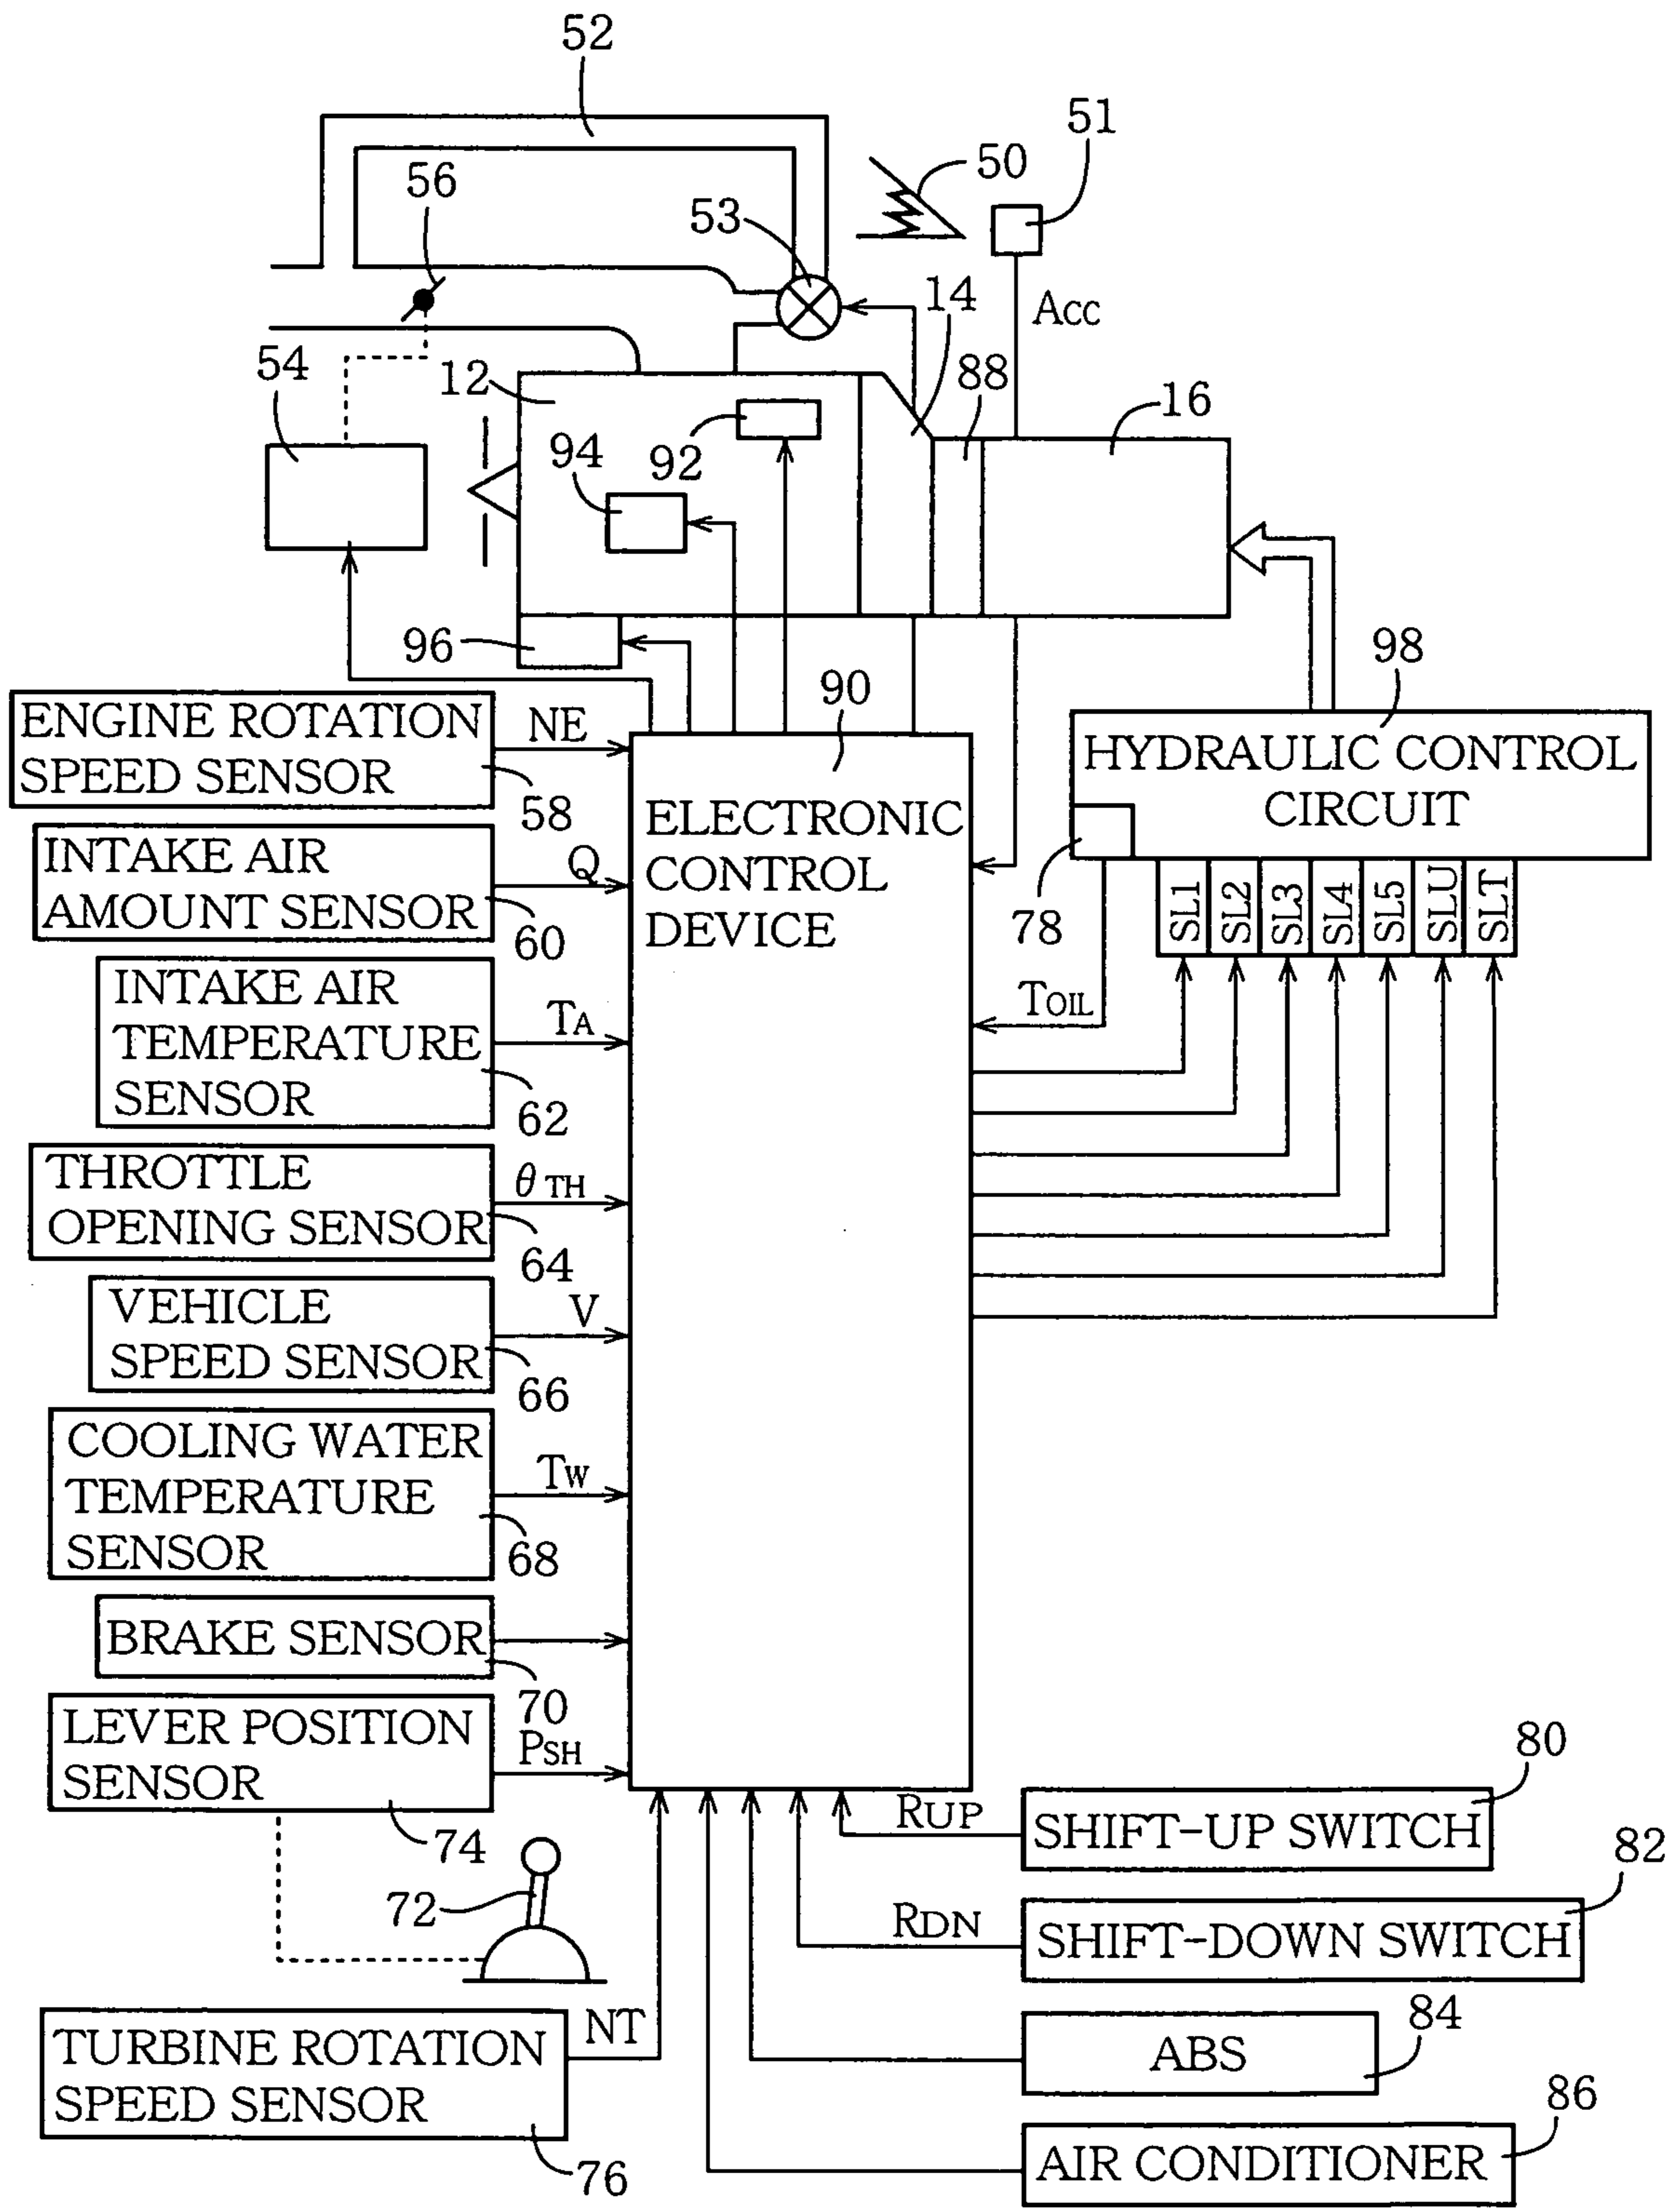 52
51
50
56
53
14
Acc
54
12
88
16
92
94
96
98
90
ENGINE ROTATION
SPEED SENSOR
NE
58
HYDRAULIC CONTROL
CIRCUIT
78
INTAKE AIR
AMOUNT SENSOR
Q
60
ELECTRONIC
CONTROL
DEVICE
SL1
SL2
SL3
SL4
SL5
SLU
SLT
TOIL
INTAKE AIR
TEMPERATURE
SENSOR
TA
62
THROTTLE
OPENING SENSOR
θTH
64
VEHICLE
SPEED SENSOR
V
66
COOLING WATER
TEMPERATURE
SENSOR
TW
68
BRAKE SENSOR
70
LEVER POSITION
SENSOR
PSH
74
72
TURBINE ROTATION
SPEED SENSOR
NT
76
RUP
SHIFT-UP SWITCH
80
RDN
SHIFT-DOWN SWITCH
82
ABS
84
AIR CONDITIONER
86